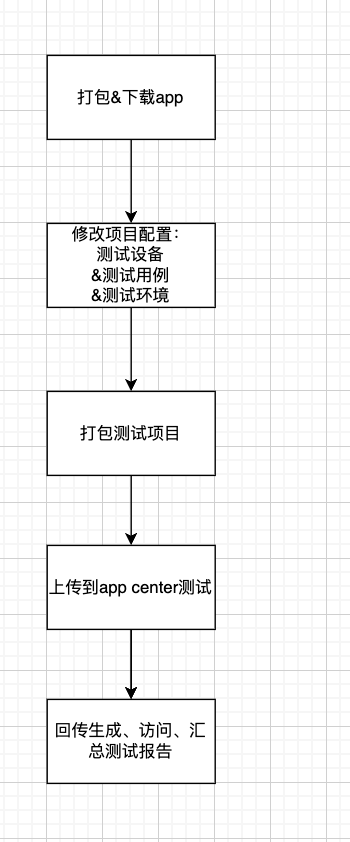 打包&下载app
修改项目配置：
测试设备
&测试用例
&测试环境
打包测试项目
上传到app center测试
回传生成、访问、汇
总测试报告